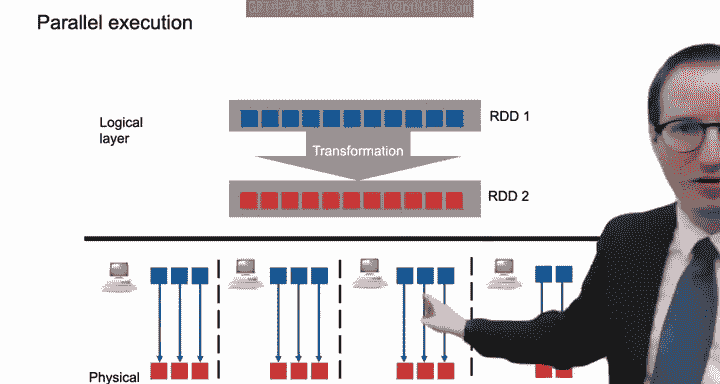 Parallel execution
Logical
layer
RDD 1
Transformation
RDD 2
Physical